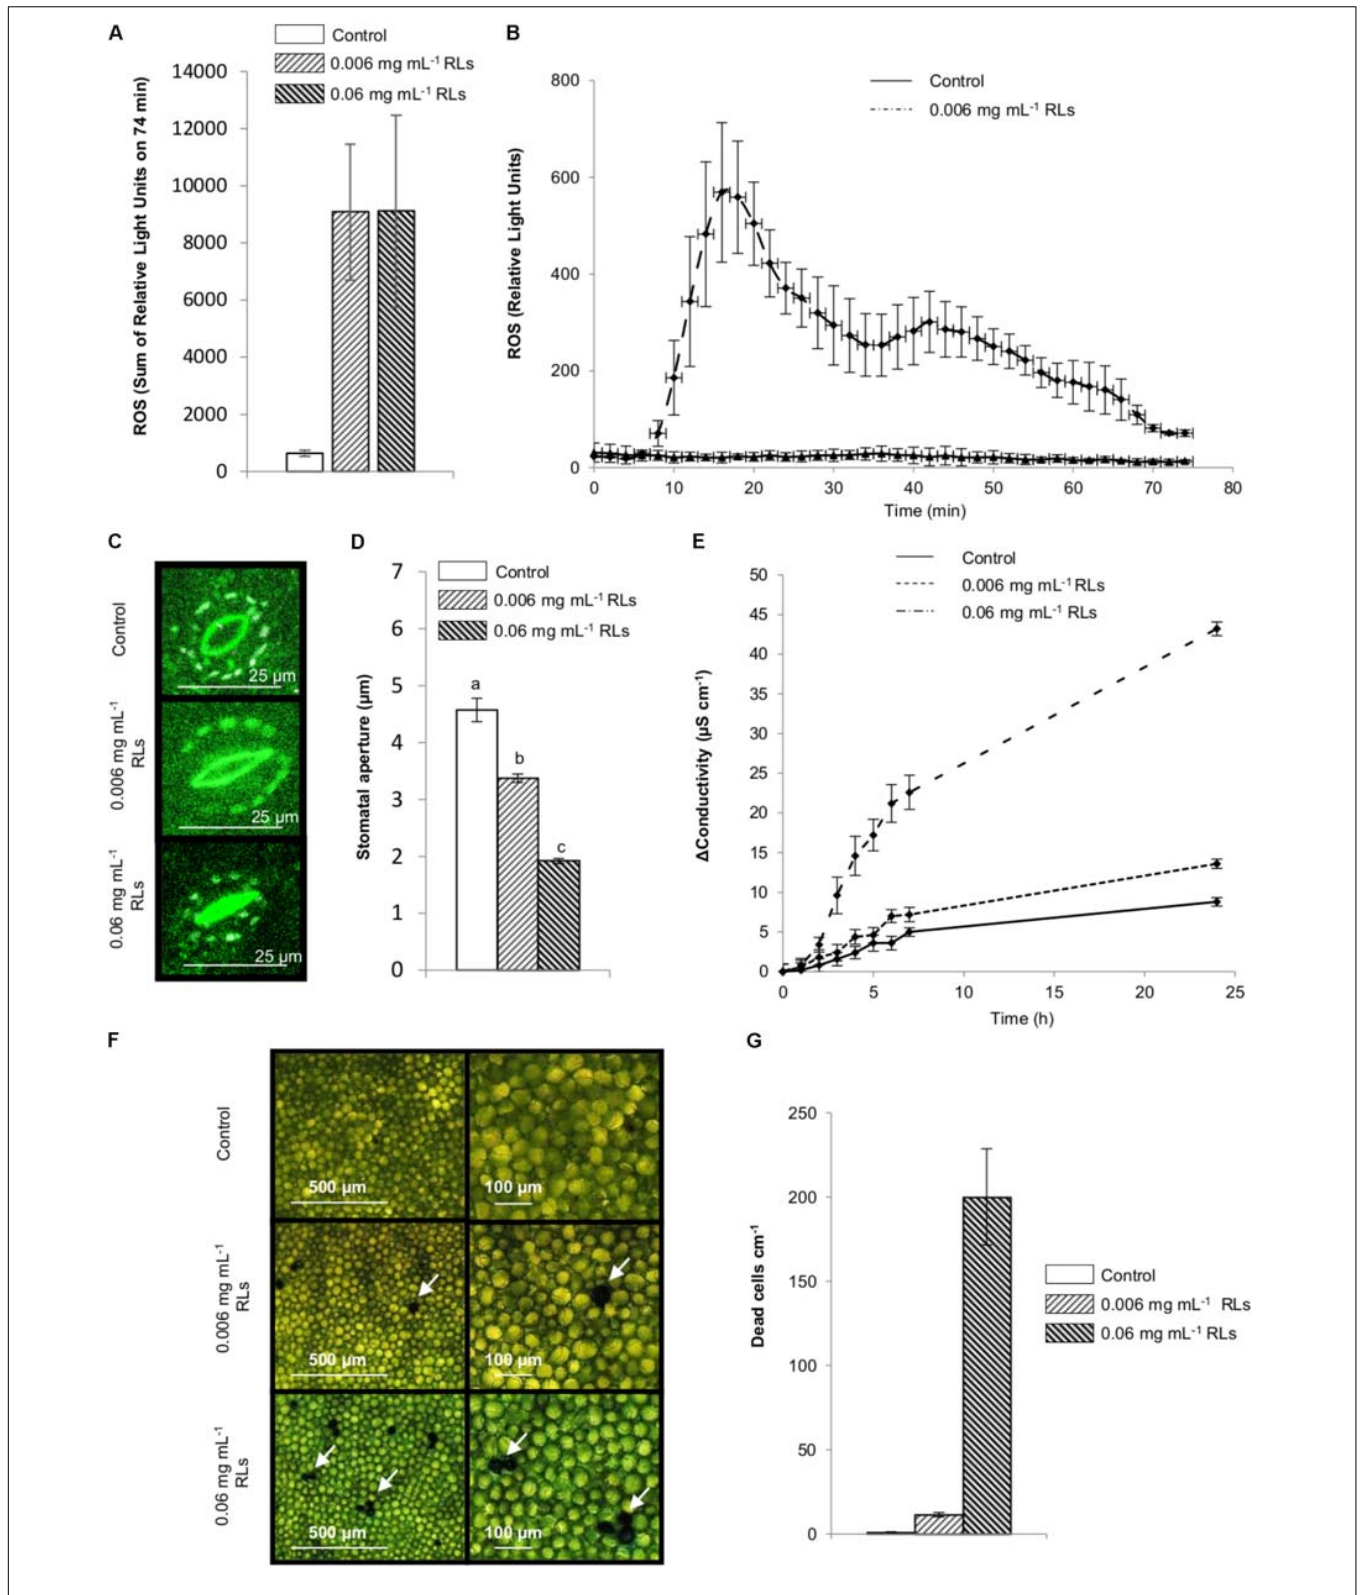 A
Control
0.006 mg mL-1 RLs
0.06 mg mL-1 RLs
ROS (Sum of Relative Light Units on 74 min)
14000
12000
10000
8000
6000
4000
2000
0
B
Control
0.006 mg mL-1 RLs
ROS (Relative Light Units)
800
600
400
200
0
0 10 20 30 40 50 60 70 80
Time (min)
C
Control
25 µm
0.006 mg mL-1
RLs
25 µm
0.06 mg mL-1
RLs
25 µm
D
Control
0.006 mg mL-1 RLs
0.06 mg mL-1 RLs
Stomatal aperture (µm)
7
6
5
4
3
2
1
0
a
b
c
E
Control
0.006 mg mL-1 RLs
0.06 mg mL-1 RLs
ΔConductivity (µS cm-1)
50
45
40
35
30
25
20
15
10
5
0
0 5 10 15 20 25
Time (h)
F
Control
500 µm
100 µm
0.006 mg mL-1
RLs
500 µm
100 µm
0.06 mg mL-1
RLs
500 µm
100 µm
G
Dead cells cm-1
250
200
150
100
50
0
Control
0.006 mg mL-1 RLs
0.06 mg mL-1 RLs